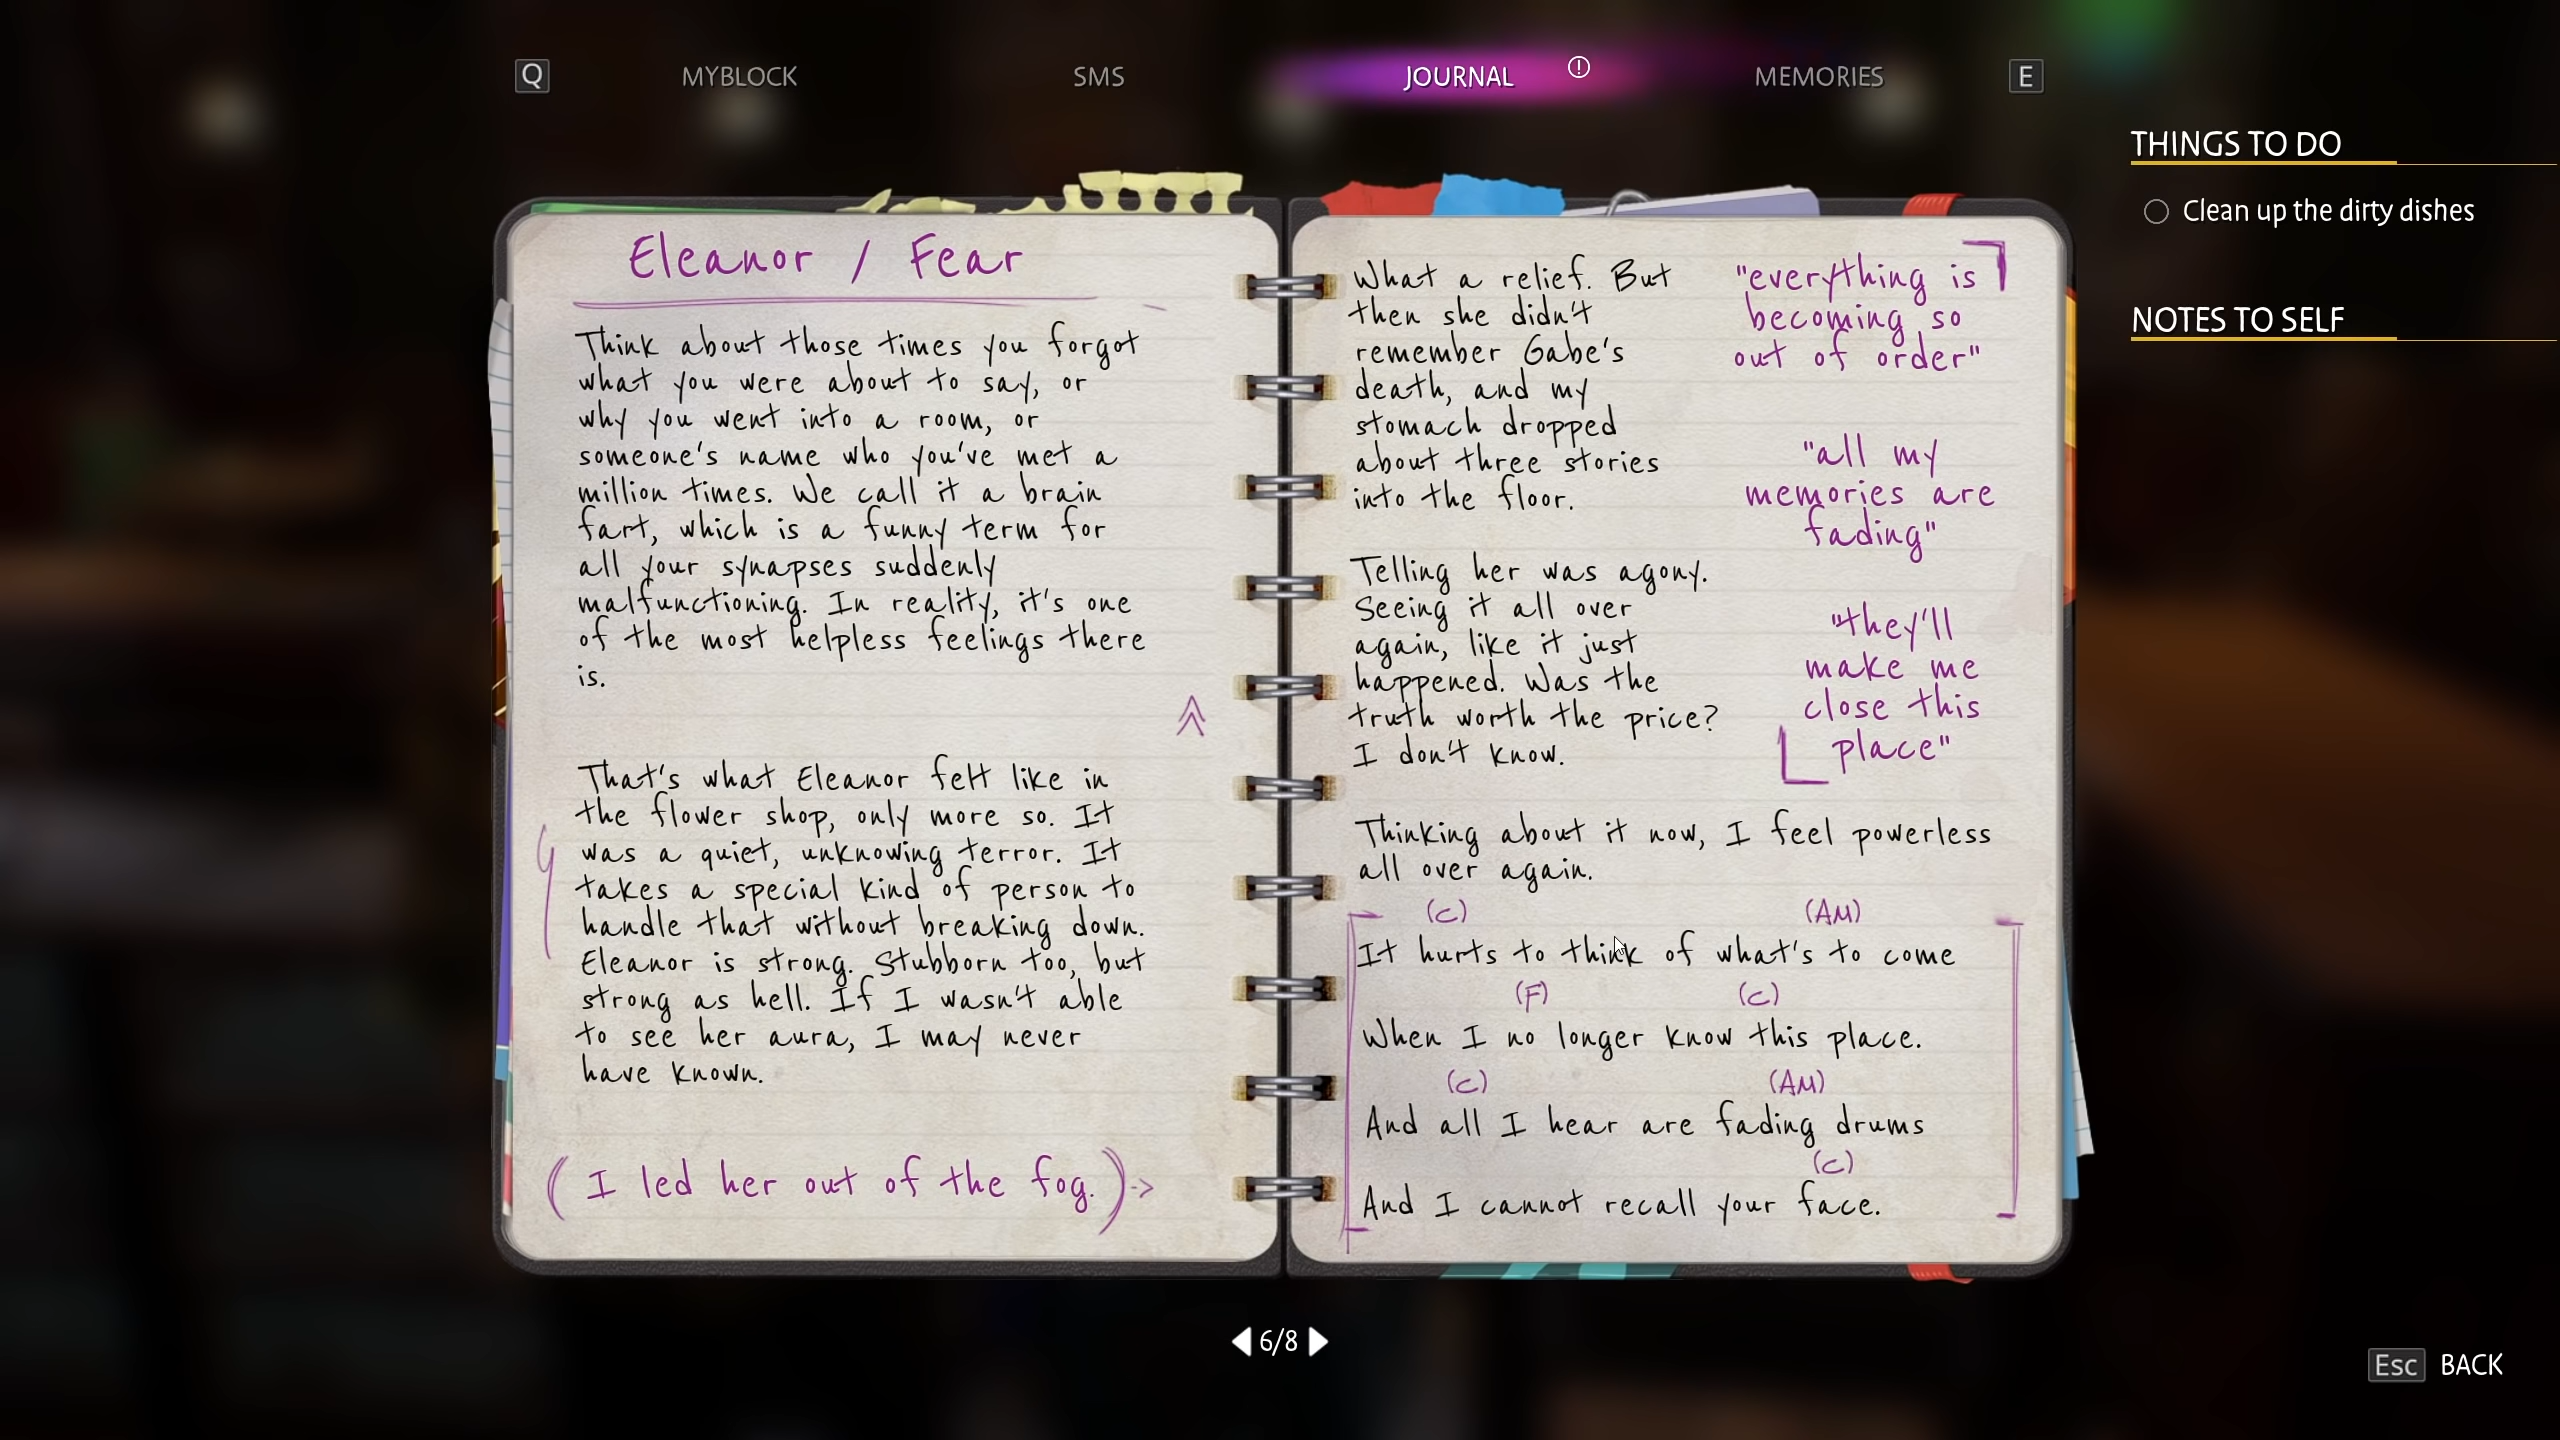 Q
MYBLOCK
SMS
JOURNAL
!
MEMORIES
E
Eleanor / Fear
Think about those times you forgot
what you were about to say, or
why you went into a room, or
someone's name who you've met a
million times. We call it a brain
fart, which is a funny term for
all your synapses suddenly
malfunctioning. In reality, it's one
of the most helpless feelings there
is.
That's what Eleanor felt like in
the flower shop, only more so. It
was a quiet, unknowing terror. It
takes a special kind of person to
handle that without breaking down.
Eleanor is strong. Stubborn too, but
strong as hell. If I wasn't able
to see her aura, I may never
have known.
(I led her out of the fog.)->
What a relief. But
then she didn't
remember Gabe's
death, and my
stomach dropped
about three stories
into the floor.
Telling her was agony.
Seeing it all over
again, like it just
happened. Was the
truth worth the price?
I don't know.
"everything is
becoming so
out of order"
"all my
memories are
fading"
"they'll
make me
close this
place"
Thinking about it now, I feel powerless
all over again.
(C) (AM)
It hurts to think of what's to come
(F) (C)
When I no longer know this place.
(C) (AM)
And all I hear are fading drums
(C)
And I cannot recall your face.
THINGS TO DO
Clean up the dirty dishes
NOTES TO SELF
6/8
Esc BACK